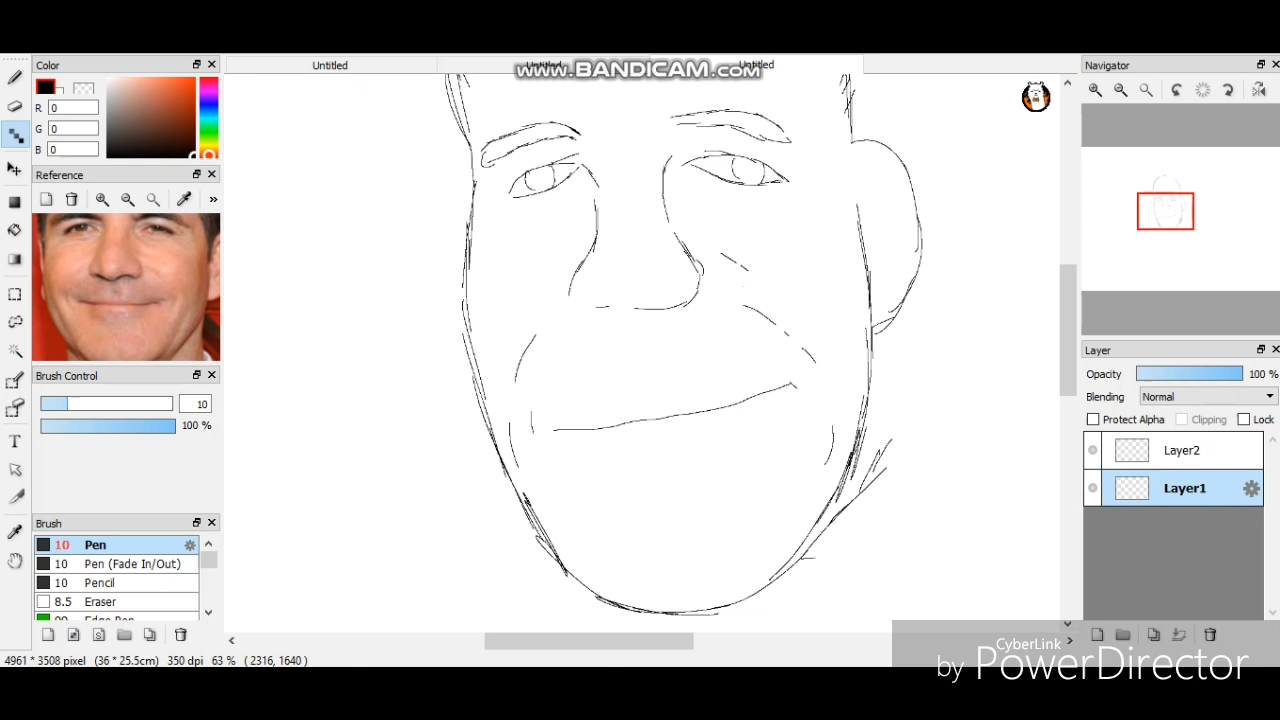 Color
Untitled
Untitled
Untitled
www.BANDICAM.com
Navigator
R 0
G 0
B 0
Reference
»
Layer
Opacity 100 %
Blending Normal
Protect Alpha Clipping Lock
Layer2
Layer1
Brush Control
10
100 %
Brush
10 Pen
10 Pen (Fade In/Out)
10 Pencil
8.5 Eraser
T
4961 * 3508 pixel (36 * 25.5cm) 350 dpi 63 % ( 2316, 1640 )
CyberLink
by PowerDirector